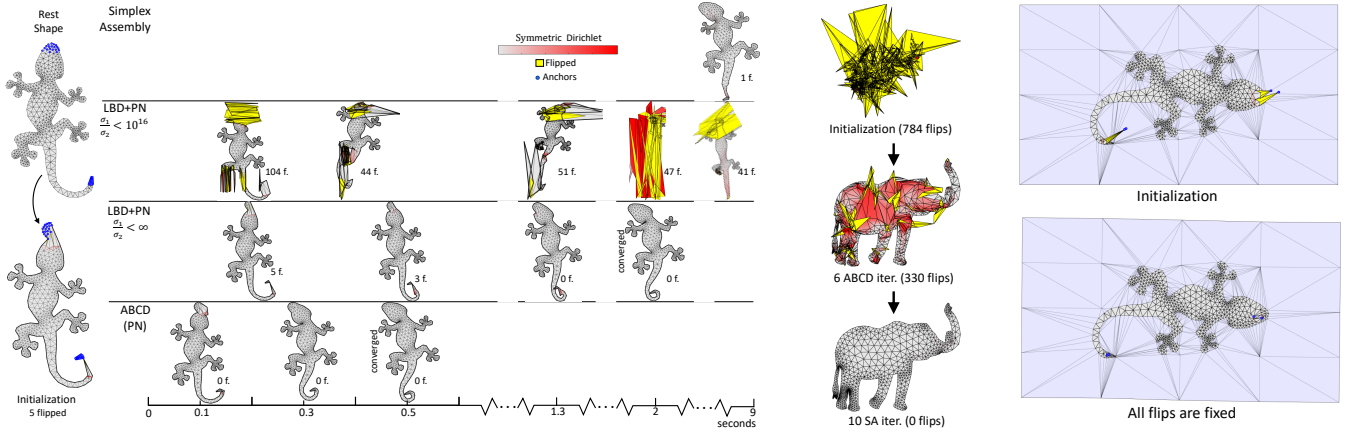 Rest
Shape
Initialization
5 flipped
Simplex
Assembly
Symmetric Dirichlet
Flipped
Anchors
1 f.
LBD+PN
σ₁/σ₂ < 10¹⁶
104 f.
44 f.
51 f.
47 f.
41 f.
LBD+PN
σ₁/σ₂ < ∞
5 f.
3 f.
0 f.
converged
0 f.
ABCD
(PN)
0 f.
0 f.
converged
0 f.
0
0.1
0.3
0.5
1.3
2
9
seconds
Initialization (784 flips)
6 ABCD iter. (330 flips)
10 SA iter. (0 flips)
Initialization
All flips are fixed